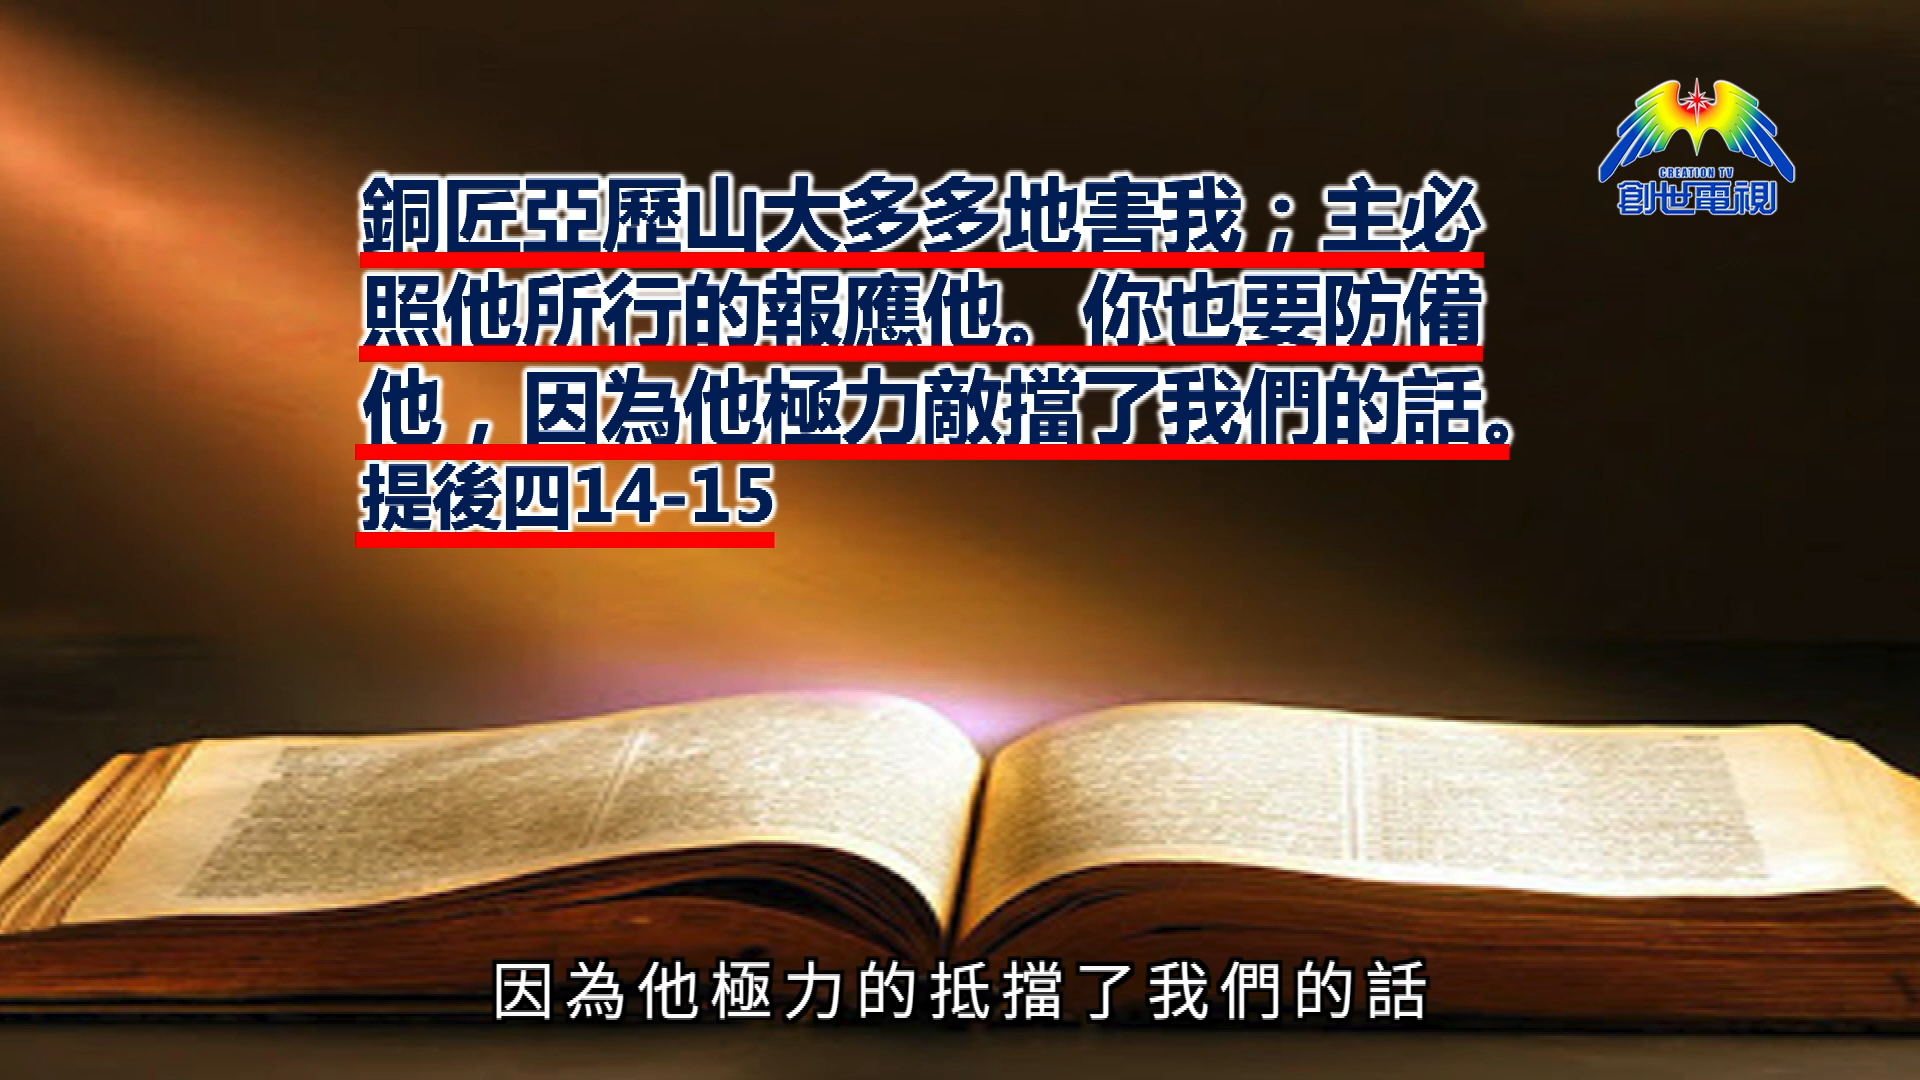 CREATION TV
創世電視
銅匠亞歷山大多多地害我；主必
照他所行的報應他。你也要防備
他，因為他極力敵擋了我們的話。
提後四14-15
因為他極力的抵擋了我們的話